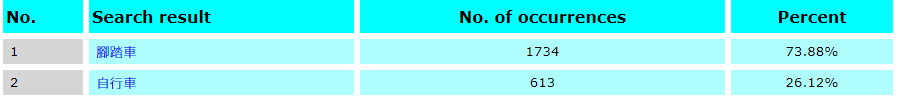 No. Search result No. of occurrences Percent
1 腳踏車 1734 73.88%
2 自行車 613 26.12%